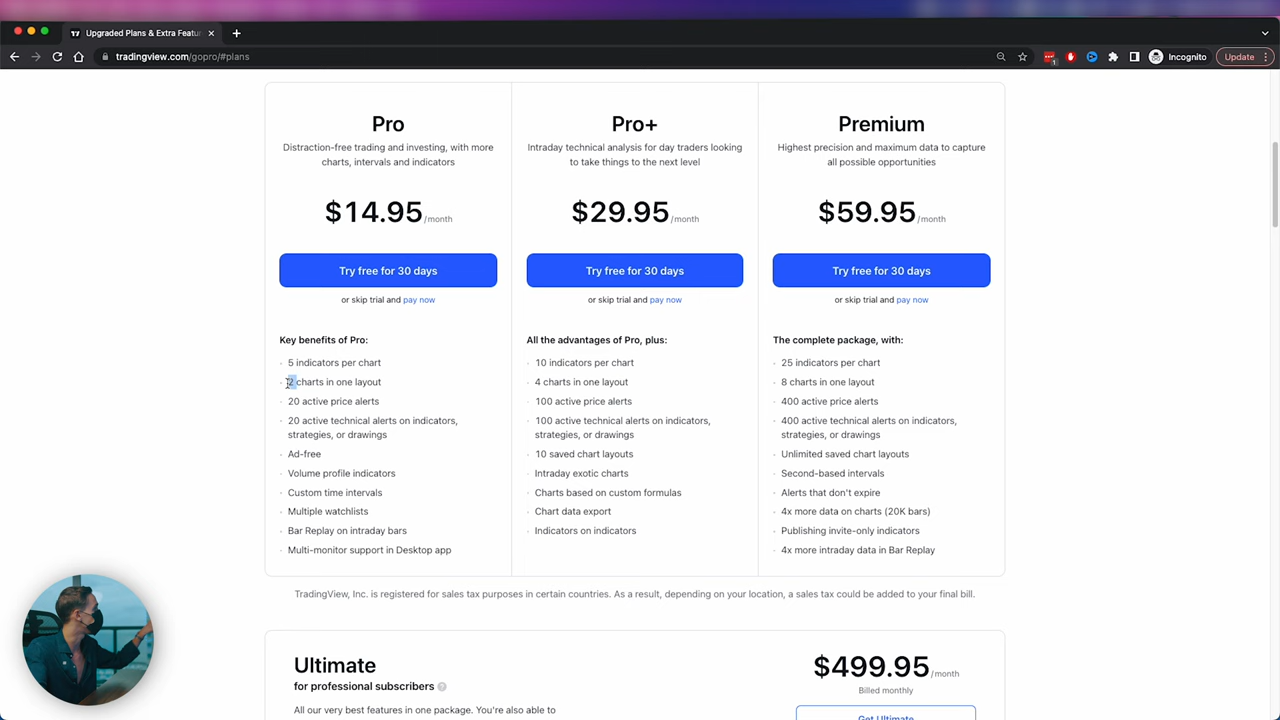 Upgraded Plans & Extra Featur
tradingview.com/gopro/#plans
1
Incognito
Update
Pro
Distraction-free trading and investing, with more
charts, intervals and indicators
$14.95/month
Try free for 30 days
or skip trial and pay now
Key benefits of Pro:
· 5 indicators per chart
· 2 charts in one layout
· 20 active price alerts
· 20 active technical alerts on indicators,
strategies, or drawings
· Ad-free
· Volume profile indicators
· Custom time intervals
· Multiple watchlists
· Bar Replay on intraday bars
· Multi-monitor support in Desktop app
Pro+
Intraday technical analysis for day traders looking
to take things to the next level
$29.95/month
Try free for 30 days
or skip trial and pay now
All the advantages of Pro, plus:
· 10 indicators per chart
· 4 charts in one layout
· 100 active price alerts
· 100 active technical alerts on indicators,
strategies, or drawings
· 10 saved chart layouts
· Intraday exotic charts
· Charts based on custom formulas
· Chart data export
· Indicators on indicators
Premium
Highest precision and maximum data to capture
all possible opportunities
$59.95/month
Try free for 30 days
or skip trial and pay now
The complete package, with:
· 25 indicators per chart
· 8 charts in one layout
· 400 active price alerts
· 400 active technical alerts on indicators,
strategies, or drawings
· Unlimited saved chart layouts
· Second-based intervals
· Alerts that don't expire
· 4x more data on charts (20K bars)
· Publishing invite-only indicators
· 4x more intraday data in Bar Replay
TradingView, Inc. is registered for sales tax purposes in certain countries. As a result, depending on your location, a sales tax could be added to your final bill.
Ultimate
for professional subscribers ?
All our very best features in one package. You're also able to
$499.95/month
Billed monthly
Get Ultimate